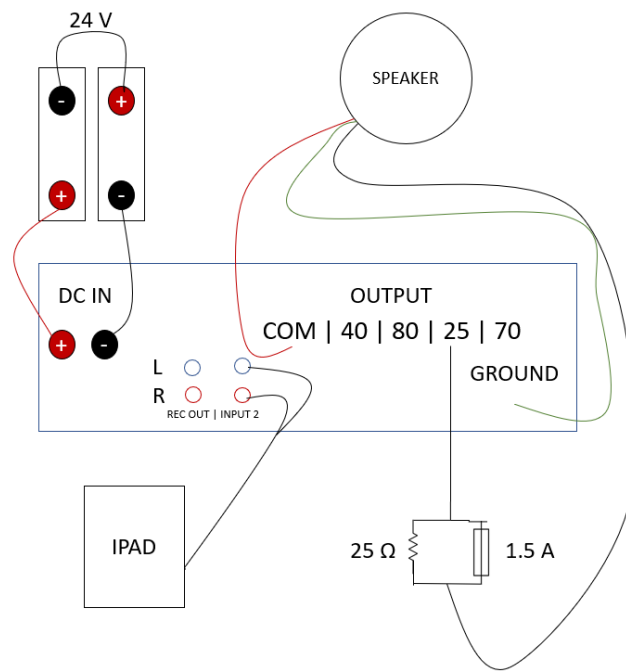 24 V
SPEAKER
- +
+ -
DC IN
OUTPUT
COM | 40 | 80 | 25 | 70
+ -
L
GROUND
R
REC OUT | INPUT 2
IPAD
25 Ω
1.5 A